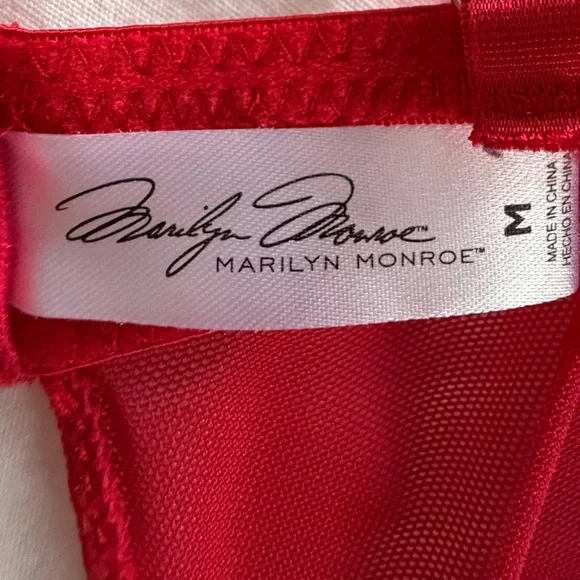 Marilyn Monroe™
MARILYN MONROE™
M
MADE IN CHINA
HECHO EN CHINA